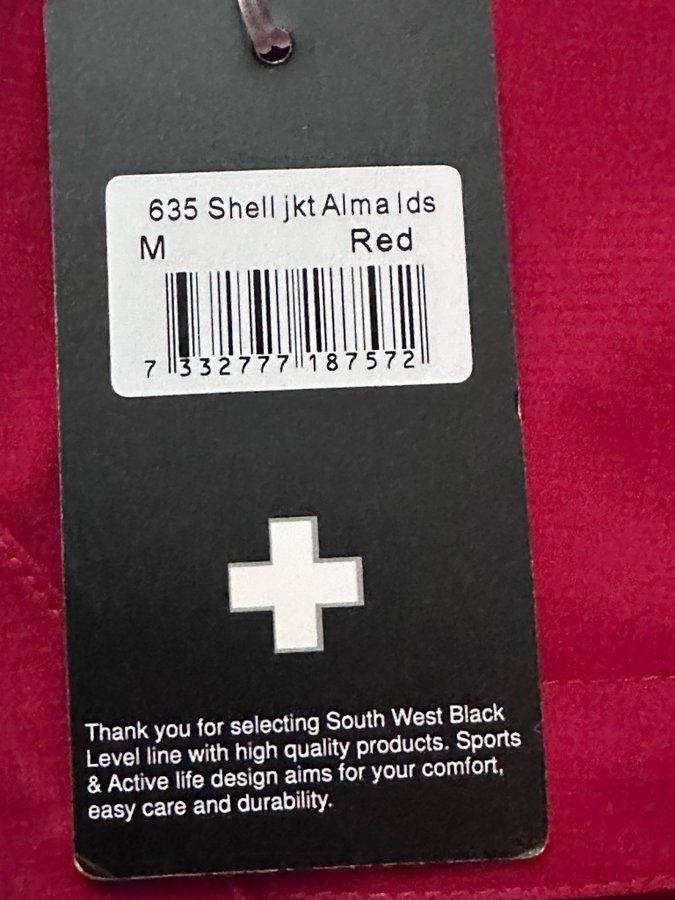 635 Shell jkt Alma lds
M Red
7 332777 187572
Thank you for selecting South West Black
Level line with high quality products. Sports
& Active life design aims for your comfort,
easy care and durability.